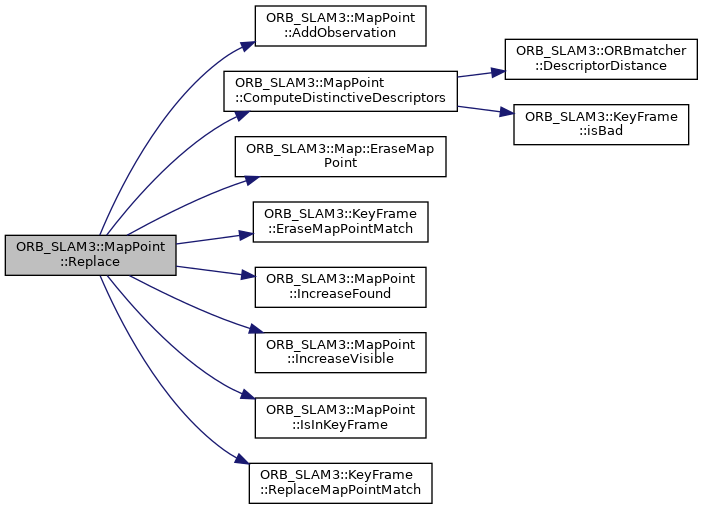 ORB_SLAM3::MapPoint
::AddObservation
ORB_SLAM3::ORBmatcher
::DescriptorDistance
ORB_SLAM3::MapPoint
::ComputeDistinctiveDescriptors
ORB_SLAM3::KeyFrame
::isBad
ORB_SLAM3::Map::EraseMap
Point
ORB_SLAM3::MapPoint
::Replace
ORB_SLAM3::KeyFrame
::EraseMapPointMatch
ORB_SLAM3::MapPoint
::IncreaseFound
ORB_SLAM3::MapPoint
::IncreaseVisible
ORB_SLAM3::MapPoint
::IsInKeyFrame
ORB_SLAM3::KeyFrame
::ReplaceMapPointMatch